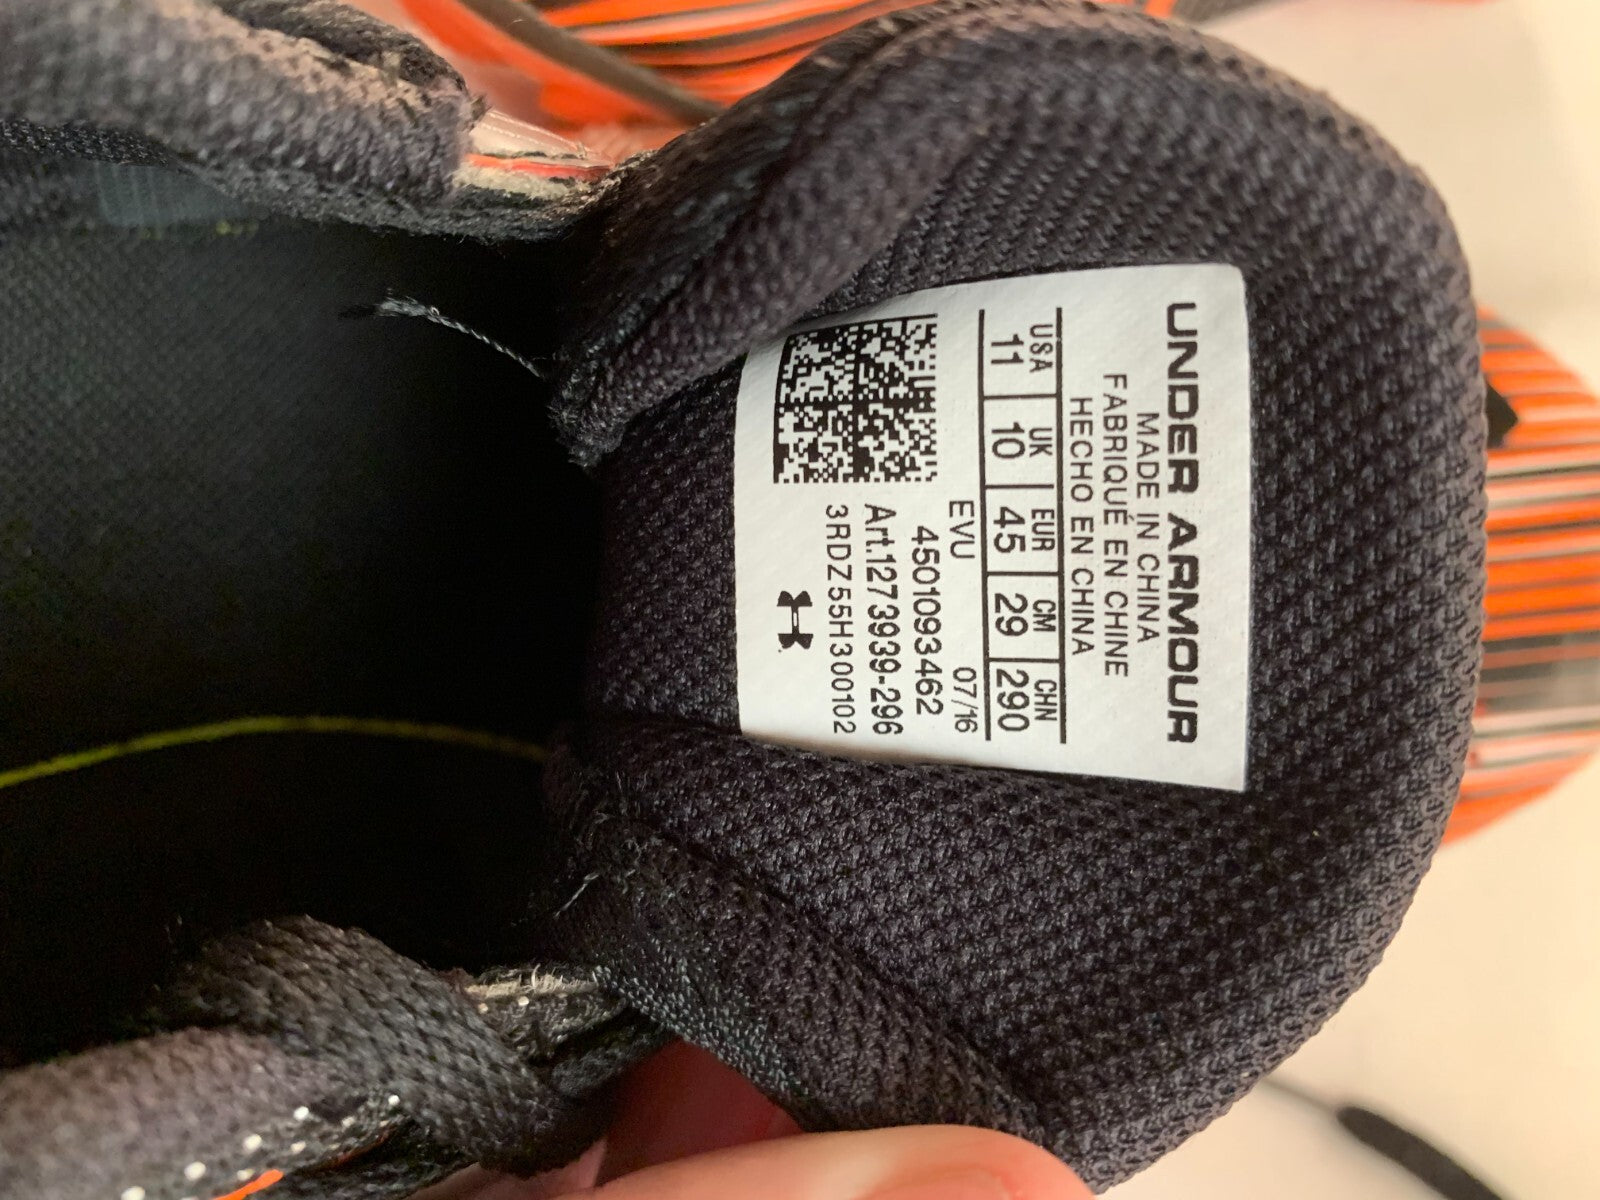 UNDER ARMOUR
MADE IN CHINA
FABRIQUÉ EN CHINE
HECHO EN CHINA
USA UK EUR CM CHN
11 10 45 29 290
EVU 07/16
4501093462
Art.1273939-296
3RDZ55H300102